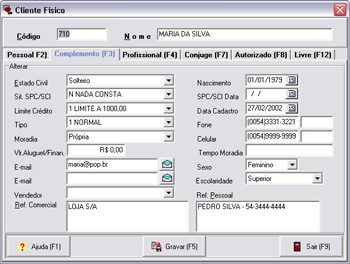 Cliente Físico
Código 710 Nome MARIA DA SILVA
Pessoal F2) Complemento (F3) Profissional (F4) Conjuge (F7) Autorizado (F8) Livre (F12)
Alterar
Estado Civil Solteiro Nascimento 01/01/1979
Sit. SPC/SCI N NADA CONSTA SPC/SCI Data / /
Limite Crédito 1 LIMITE A 1000,00 Data Cadastro 27/02/2002
Tipo 1 NORMAL Fone (0054)3331-3221
Moradia Própria Celular (0054)9999-9999
Vlr.Aluguel/Finan. R$ 0,00 Tempo Moradia
E-mail maria@pop.br Sexo Feminino
E-mail Escolaridade Superior
Vendedor
Ref. Comercial Ref. Pessoal
LOJA S/A PEDRO SILVA - 54-3444-4444
Ajuda (F1) Gravar (F5) Sair (F9)